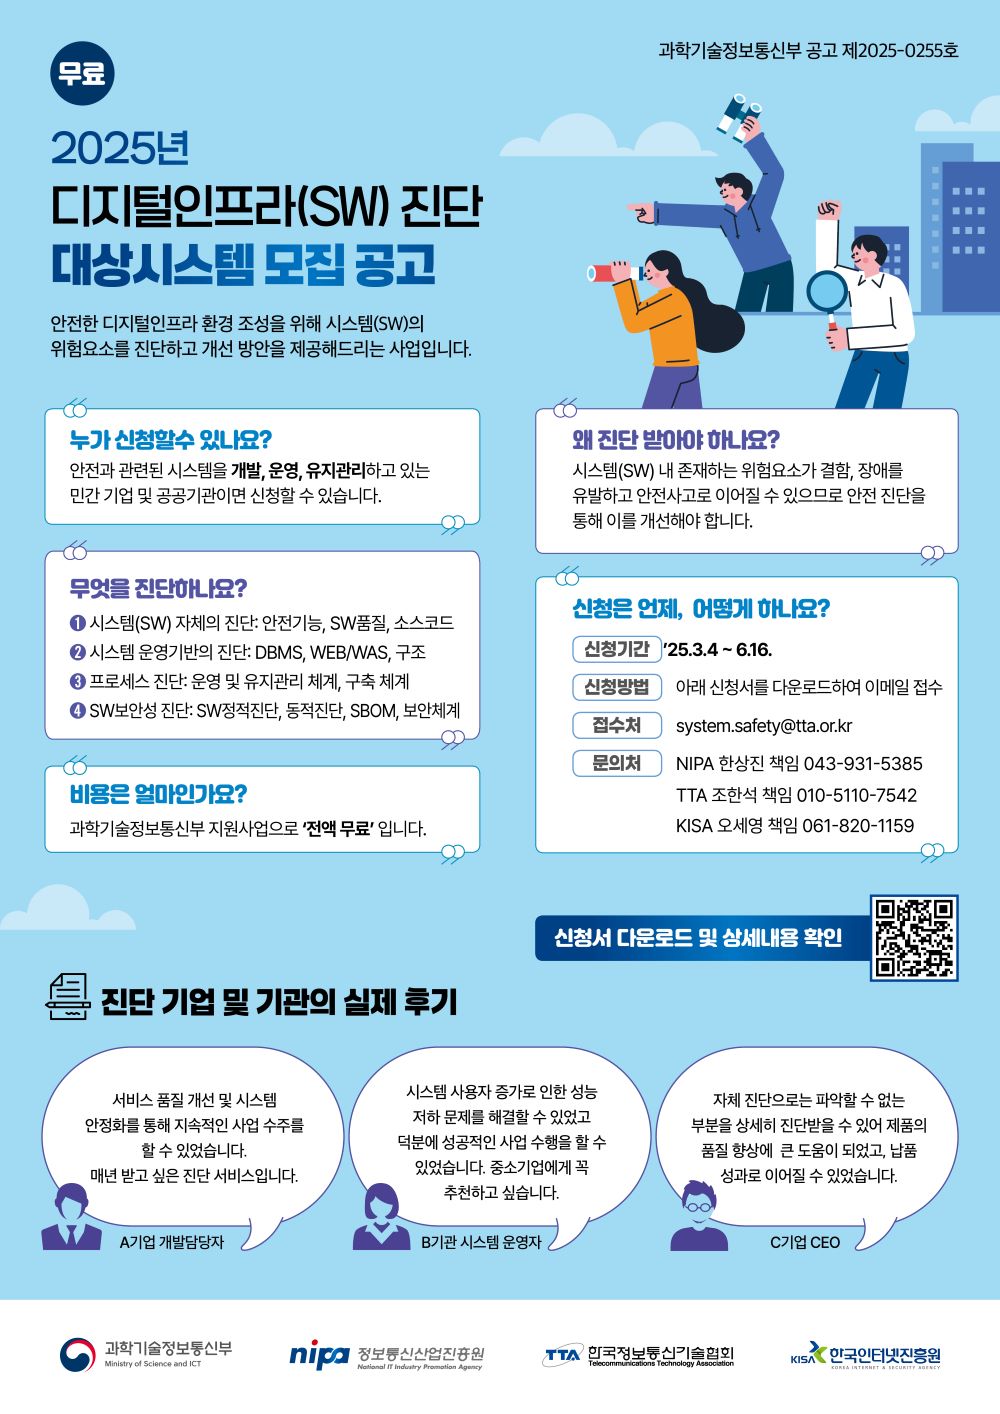 과학기술정보통신부 공고 제2025-0255호
무료
2025년
디지털인프라(SW) 진단
대상시스템 모집 공고
안전한 디지털인프라 환경 조성을 위해 시스템(SW)의
위험요소를 진단하고 개선 방안을 제공해드리는 사업입니다.
누가 신청할수 있나요?
안전과 관련된 시스템을 개발, 운영, 유지관리하고 있는
민간 기업 및 공공기관이면 신청할 수 있습니다.
무엇을 진단하나요?
❶ 시스템(SW) 자체의 진단: 안전기능, SW품질, 소스코드
❷ 시스템 운영기반의 진단: DBMS, WEB/WAS, 구조
❸ 프로세스 진단: 운영 및 유지관리 체계, 구축 체계
❹ SW보안성 진단: SW정적진단, 동적진단, SBOM, 보안체계
비용은 얼마인가요?
과학기술정보통신부 지원사업으로 ‘전액 무료’ 입니다.
왜 진단 받아야 하나요?
시스템(SW) 내 존재하는 위험요소가 결함, 장애를
유발하고 안전사고로 이어질 수 있으므로 안전 진단을
통해 이를 개선해야 합니다.
신청은 언제, 어떻게 하나요?
신청기간 ’25.3.4 ~ 6.16.
신청방법 아래 신청서를 다운로드하여 이메일 접수
접수처 system.safety@tta.or.kr
문의처 NIPA 한상진 책임 043-931-5385
TTA 조한석 책임 010-5110-7542
KISA 오세영 책임 061-820-1159
신청서 다운로드 및 상세내용 확인
진단 기업 및 기관의 실제 후기
서비스 품질 개선 및 시스템
안정화를 통해 지속적인 사업 수주를
할 수 있었습니다.
매년 받고 싶은 진단 서비스입니다.
A기업 개발담당자
시스템 사용자 증가로 인한 성능
저하 문제를 해결할 수 있었고
덕분에 성공적인 사업 수행을 할 수
있었습니다. 중소기업에게 꼭
추천하고 싶습니다.
B기관 시스템 운영자
자체 진단으로는 파악할 수 없는
부분을 상세히 진단받을 수 있어 제품의
품질 향상에 큰 도움이 되었고, 납품
성과로 이어질 수 있었습니다.
C기업 CEO
과학기술정보통신부
Ministry of Science and ICT
nipa 정보통신산업진흥원
National IT Industry Promotion Agency
TTA 한국정보통신기술협회
Telecommunications Technology Association
KISA 한국인터넷진흥원
KOREA INTERNET & SECURITY AGENCY